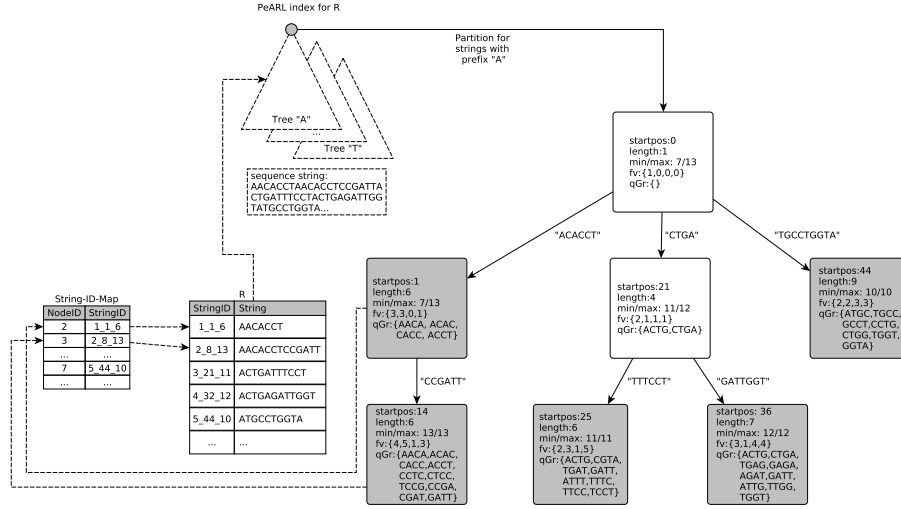 PeARL index for R
Partition for
strings with
prefix "A"
Tree "A"
...
Tree "T"
sequence string:
AACACCTAACACCTCCGATTA
CTGATTTCCTACTGAGATTGG
TATGCCTGGTA...
startpos:0
length:1
min/max: 7/13
fv:{1,0,0,0}
qGr:{}
"ACACCT"
"CTGA"
"TGCCTGGTA"
startpos:1
length:6
min/max: 7/13
fv:{3,3,0,1}
qGr:{AACA, ACAC,
CACC, ACCT}
startpos:21
length:4
min/max: 11/12
fv:{2,1,1,1}
qGr:{ACTG,CTGA}
startpos:44
length:9
min/max: 10/10
fv:{2,2,3,3}
qGr:{ATGC,TGCC,
GCCT,CCTG,
CTGG,TGGT,
GGTA}
String-ID-Map
NodeID StringID
2 1_1_6
3 2_8_13
... ...
7 5_44_10
... ...
R
StringID String
1_1_6 AACACCT
2_8_13 AACACCTCCGATT
3_21_11 ACTGATTTCCT
4_32_12 ACTGAGATTGGT
5_44_10 ATGCCTGGTA
... ...
"CCGATT"
"TTTCCT"
"GATTGGT"
startpos:14
length:6
min/max: 13/13
fv:{4,5,1,3}
qGr:{AACA,ACAC,
CACC,ACCT,
CCTC,CTCC,
TCCG,CCGA,
CGAT,GATT}
startpos:25
length:6
min/max: 11/11
fv:{2,3,1,5}
qGr:{ACTG,CGTA,
TGAT,GATT,
ATTT,TTTC,
TTCC,TCCT}
startpos: 36
length:7
min/max: 12/12
fv:{3,1,4,4}
qGr:{ACTG,CTGA,
TGAG,GAGA,
AGAT,GATT,
ATTG,TTGG,
TGGT}